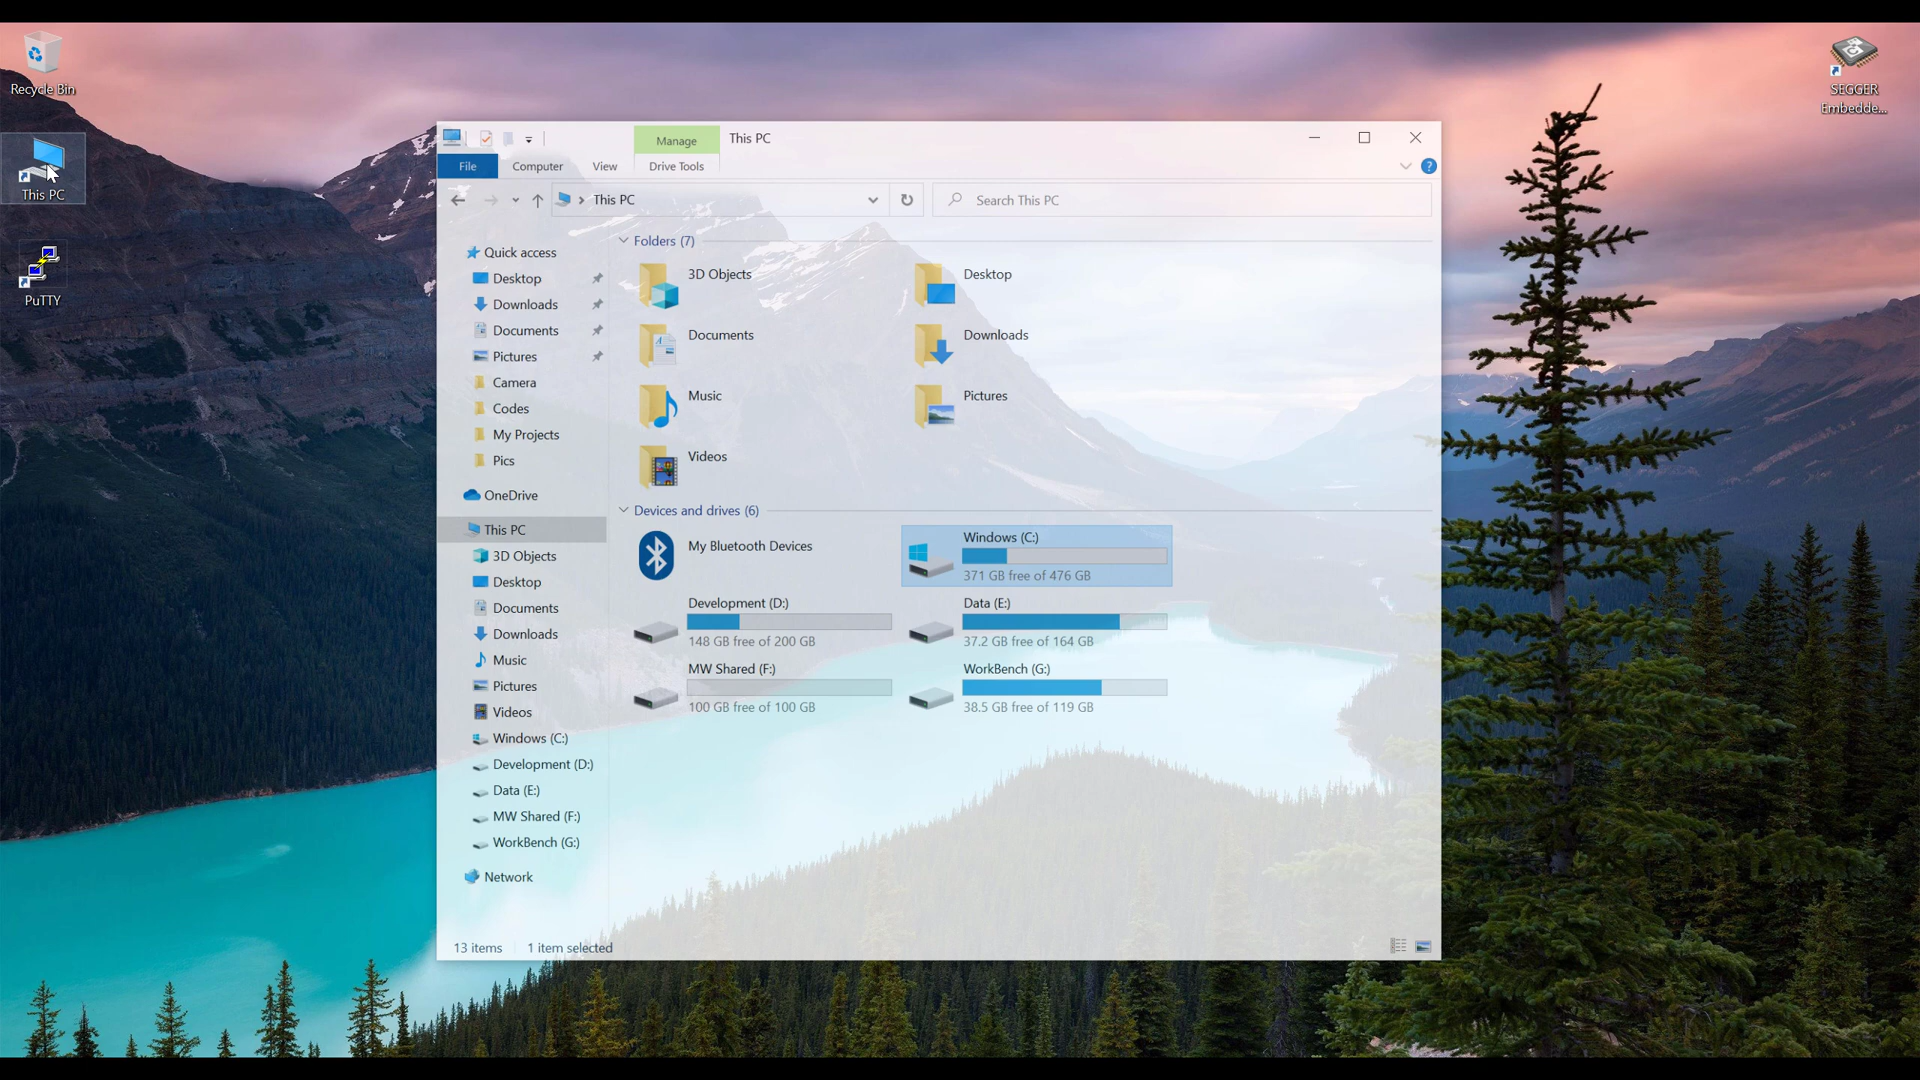 Recycle Bin
This PC
PuTTY
SEGGER
Embedde...
Manage
This PC
File
Computer
View
Drive Tools
This PC
Search This PC
Quick access
Desktop
Downloads
Documents
Pictures
Camera
Codes
My Projects
Pics
OneDrive
This PC
3D Objects
Desktop
Documents
Downloads
Music
Pictures
Videos
Windows (C:)
Development (D:)
Data (E:)
MW Shared (F:)
WorkBench (G:)
Network
Folders (7)
3D Objects
Desktop
Documents
Downloads
Music
Pictures
Videos
Devices and drives (6)
My Bluetooth Devices
Windows (C:)
371 GB free of 476 GB
Development (D:)
148 GB free of 200 GB
Data (E:)
37.2 GB free of 164 GB
MW Shared (F:)
100 GB free of 100 GB
WorkBench (G:)
38.5 GB free of 119 GB
13 items
1 item selected